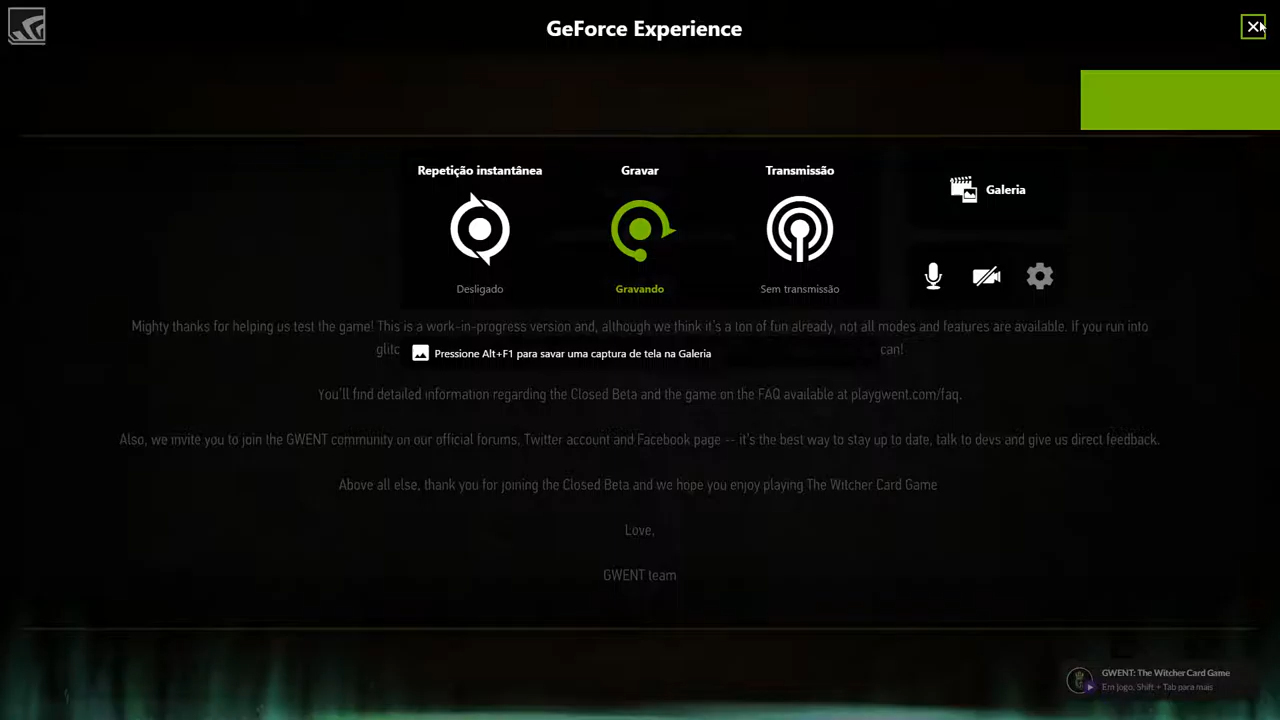 GeForce Experience
Repetição instantânea
Gravar
Transmissão
Galeria
Desligado
Gravando
Sem transmissão
Mighty thanks for helping us test the game! This is a work-in-progress version and, although we think it's a ton of fun already, not all modes and features are available. If you run into
glitc
can!
Pressione Alt+F1 para savar uma captura de tela na Galeria
You'll find detailed information regarding the Closed Beta and the game on the FAQ available at playgwent.com/faq.
Also, we invite you to join the GWENT community on our official forums, Twitter account and Facebook page -- it's the best way to stay up to date, talk to devs and give us direct feedback.
Above all else, thank you for joining the Closed Beta and we hope you enjoy playing The Witcher Card Game
Love,
GWENT team
GWENT: The Witcher Card Game
Em jogo, Shift + Tab para mais